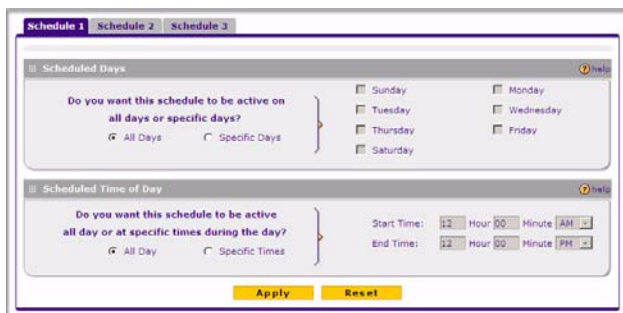 Schedule 1 Schedule 2 Schedule 3
Scheduled Days
help
Do you want this schedule to be active on
all days or specific days?
All Days Specific Days
Sunday Monday
Tuesday Wednesday
Thursday Friday
Saturday
Scheduled Time of Day
help
Do you want this schedule to be active
all day or at specific times during the day?
All Day Specific Times
Start Time: 12 Hour 00 Minute AM
End Time: 12 Hour 00 Minute PM
Apply Reset